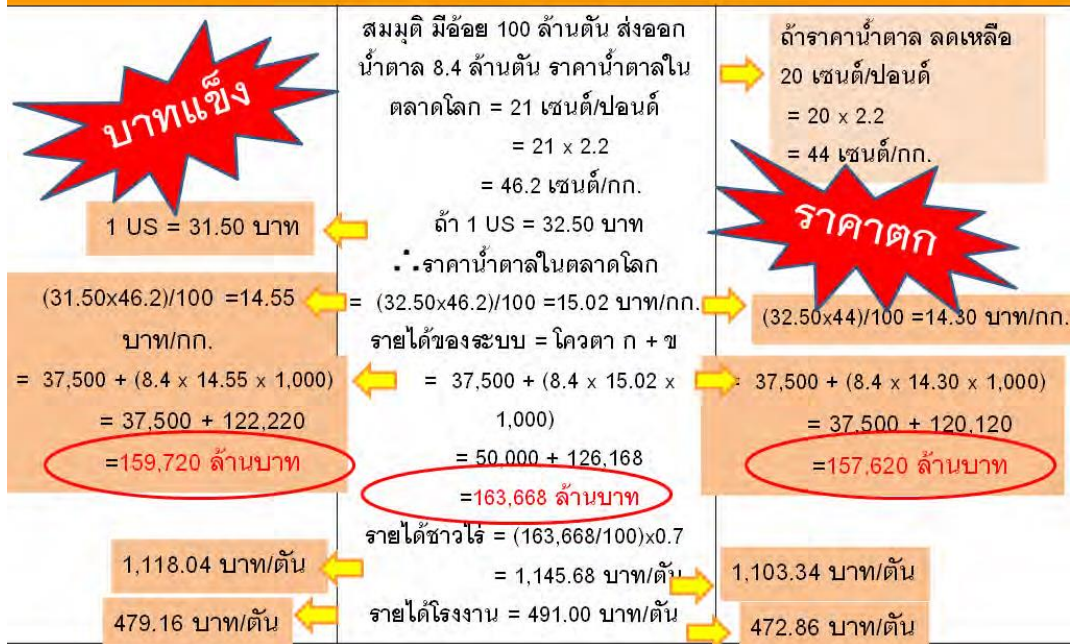 บาทแข็ง
1 US = 31.50 บาท
(31.50x46.2)/100 =14.55
บาท/กก.
= 37,500 + (8.4 x 14.55 x 1,000)
= 37,500 + 122,220
=159,720 ล้านบาท
1,118.04 บาท/ตัน
479.16 บาท/ตัน
สมมุติ มีอ้อย 100 ล้านตัน ส่งออก
น้ำตาล 8.4 ล้านตัน ราคาน้ำตาลใน
ตลาดโลก = 21 เซนต์/ปอนด์
= 21 x 2.2
= 46.2 เซนต์/กก.
ถ้า 1 US = 32.50 บาท
∴ราคาน้ำตาลในตลาดโลก
= (32.50x46.2)/100 =15.02 บาท/กก.
รายได้ของระบบ = โควตา ก + ข
= 37,500 + (8.4 x 15.02 x
1,000)
= 50,000 + 126,168
=163,668 ล้านบาท
รายได้ชาวไร่ = (163,668/100)x0.7
= 1,145.68 บาท/ตัน
รายได้โรงงาน = 491.00 บาท/ตัน
ถ้าราคาน้ำตาล ลดเหลือ
20 เซนต์/ปอนด์
= 20 x 2.2
= 44 เซนต์/กก.
ราคาตก
(32.50x44)/100 =14.30 บาท/กก.
= 37,500 + (8.4 x 14.30 x 1,000)
= 37,500 + 120,120
=157,620 ล้านบาท
1,103.34 บาท/ตัน
472.86 บาท/ตัน